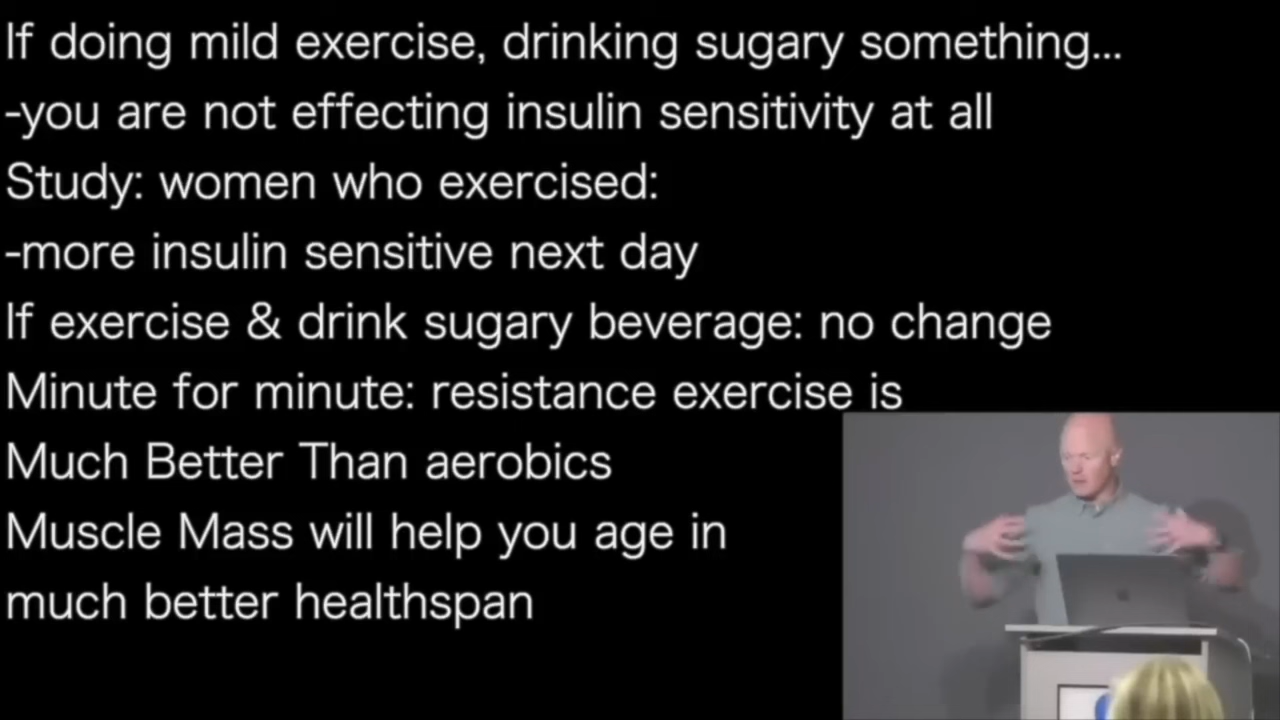 If doing mild exercise, drinking sugary something...
-you are not effecting insulin sensitivity at all
Study: women who exercised:
-more insulin sensitive next day
If exercise & drink sugary beverage: no change
Minute for minute: resistance exercise is
Much Better Than aerobics
Muscle Mass will help you age in
much better healthspan